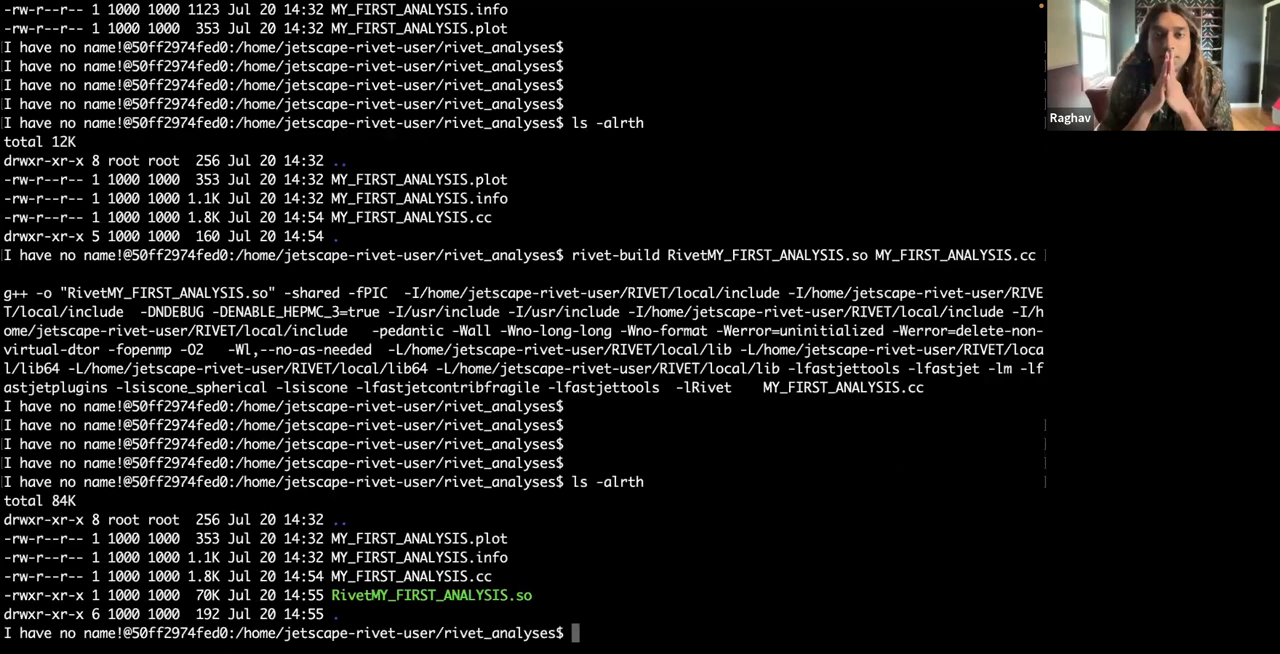 -rw-r--r-- 1 1000 1000 1123 Jul 20 14:32 MY_FIRST_ANALYSIS.info
-rw-r--r-- 1 1000 1000  353 Jul 20 14:32 MY_FIRST_ANALYSIS.plot
I have no name!@50ff2974fed0:/home/jetscape-rivet-user/rivet_analyses$
I have no name!@50ff2974fed0:/home/jetscape-rivet-user/rivet_analyses$
I have no name!@50ff2974fed0:/home/jetscape-rivet-user/rivet_analyses$
I have no name!@50ff2974fed0:/home/jetscape-rivet-user/rivet_analyses$
I have no name!@50ff2974fed0:/home/jetscape-rivet-user/rivet_analyses$ ls -alrth
Raghav
total 12K
drwxr-xr-x 8 root root  256 Jul 20 14:32 ..
-rw-r--r-- 1 1000 1000  353 Jul 20 14:32 MY_FIRST_ANALYSIS.plot
-rw-r--r-- 1 1000 1000 1.1K Jul 20 14:32 MY_FIRST_ANALYSIS.info
-rw-r--r-- 1 1000 1000 1.8K Jul 20 14:54 MY_FIRST_ANALYSIS.cc
drwxr-xr-x 5 1000 1000  160 Jul 20 14:54 .
I have no name!@50ff2974fed0:/home/jetscape-rivet-user/rivet_analyses$ rivet-build RivetMY_FIRST_ANALYSIS.so MY_FIRST_ANALYSIS.cc
g++ -o "RivetMY_FIRST_ANALYSIS.so" -shared -fPIC  -I/home/jetscape-rivet-user/RIVET/local/include -I/home/jetscape-rivet-user/RIVE
T/local/include  -DNDEBUG -DENABLE_HEPMC_3=true -I/usr/include -I/usr/include -I/home/jetscape-rivet-user/RIVET/local/include -I/h
ome/jetscape-rivet-user/RIVET/local/include   -pedantic -Wall -Wno-long-long -Wno-format -Werror=uninitialized -Werror=delete-non-
virtual-dtor -fopenmp -O2   -Wl,--no-as-needed  -L/home/jetscape-rivet-user/RIVET/local/lib -L/home/jetscape-rivet-user/RIVET/loca
l/lib64 -L/home/jetscape-rivet-user/RIVET/local/lib64 -L/home/jetscape-rivet-user/RIVET/local/lib -lfastjettools -lfastjet -lm -lf
astjetplugins -lsiscone_spherical -lsiscone -lfastjetcontribfragile -lfastjettools  -lRivet    MY_FIRST_ANALYSIS.cc
I have no name!@50ff2974fed0:/home/jetscape-rivet-user/rivet_analyses$
I have no name!@50ff2974fed0:/home/jetscape-rivet-user/rivet_analyses$
I have no name!@50ff2974fed0:/home/jetscape-rivet-user/rivet_analyses$
I have no name!@50ff2974fed0:/home/jetscape-rivet-user/rivet_analyses$
I have no name!@50ff2974fed0:/home/jetscape-rivet-user/rivet_analyses$ ls -alrth
total 84K
drwxr-xr-x 8 root root  256 Jul 20 14:32 ..
-rw-r--r-- 1 1000 1000  353 Jul 20 14:32 MY_FIRST_ANALYSIS.plot
-rw-r--r-- 1 1000 1000 1.1K Jul 20 14:32 MY_FIRST_ANALYSIS.info
-rw-r--r-- 1 1000 1000 1.8K Jul 20 14:54 MY_FIRST_ANALYSIS.cc
-rwxr-xr-x 1 1000 1000  70K Jul 20 14:55 RivetMY_FIRST_ANALYSIS.so
drwxr-xr-x 6 1000 1000  192 Jul 20 14:55 .
I have no name!@50ff2974fed0:/home/jetscape-rivet-user/rivet_analyses$